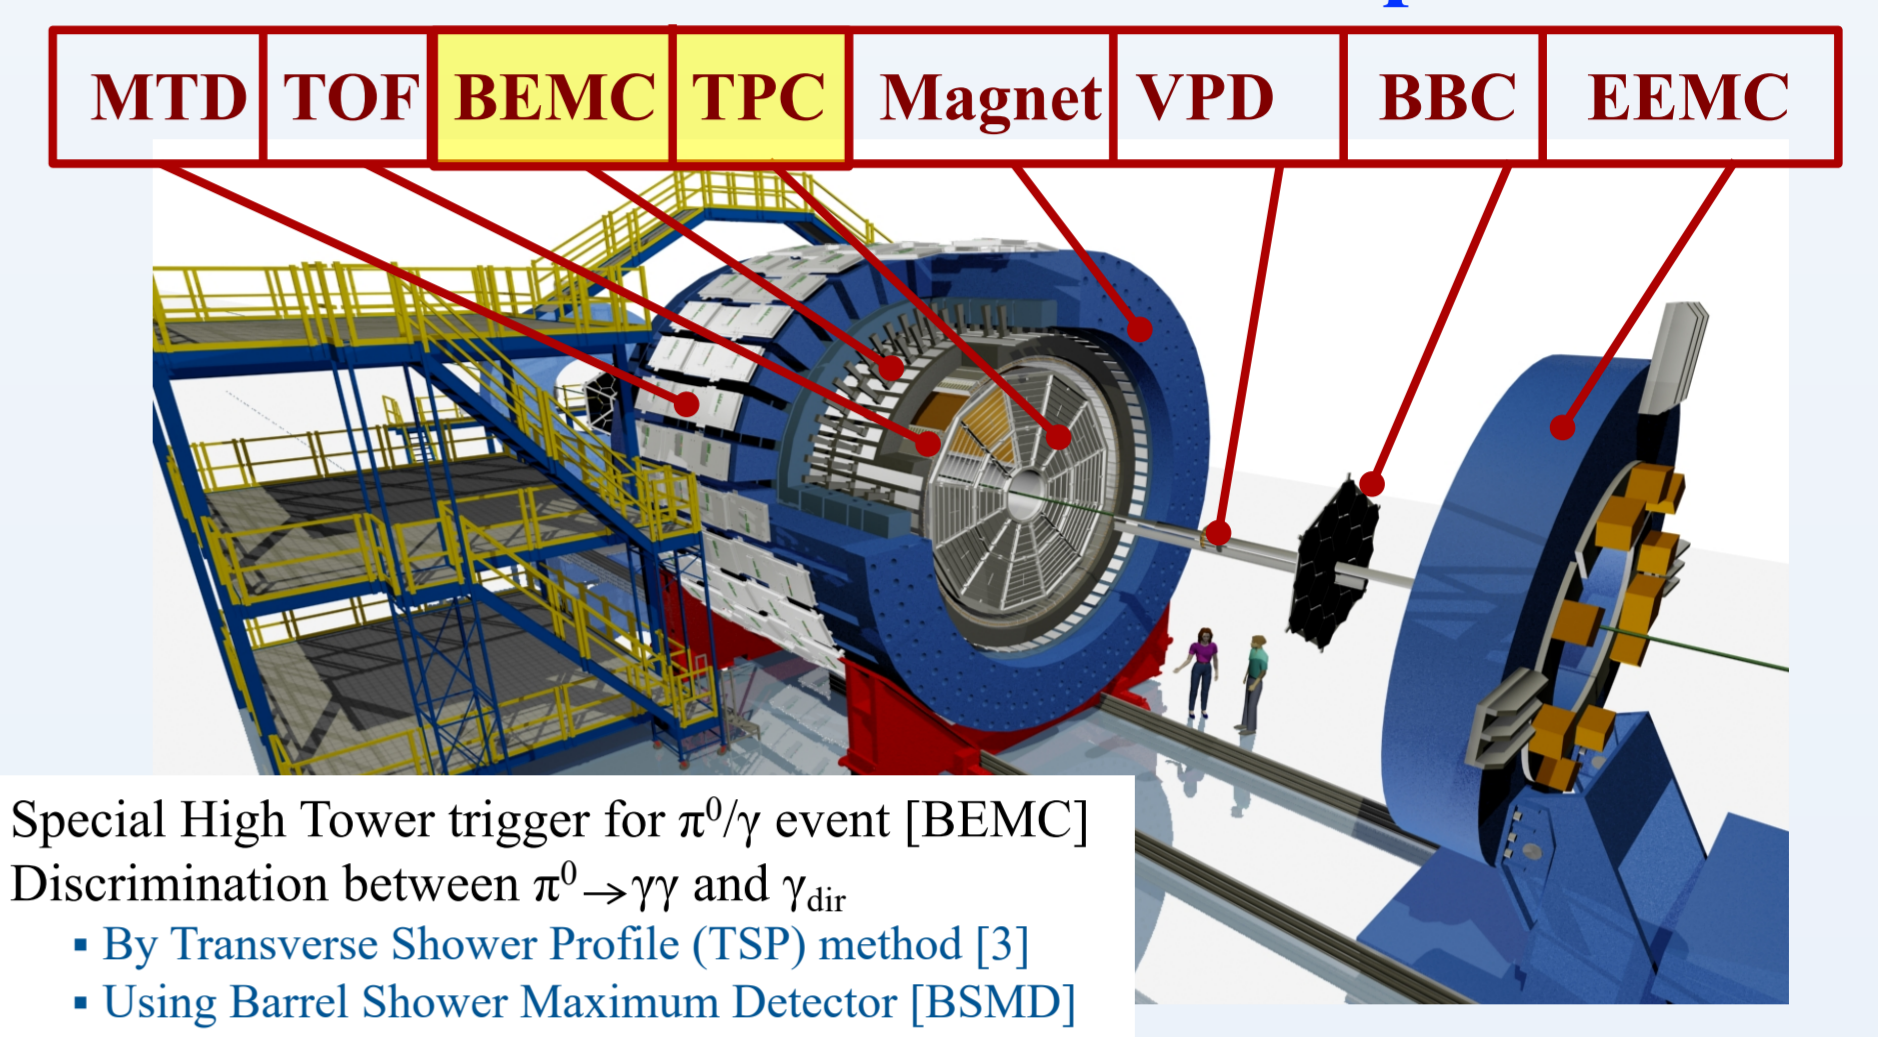 MTD TOF BEMC TPC Magnet VPD BBC EEMC
Special High Tower trigger for π⁰/γ event [BEMC]
Discrimination between π⁰→γγ and γdir
▪ By Transverse Shower Profile (TSP) method [3]
▪ Using Barrel Shower Maximum Detector [BSMD]